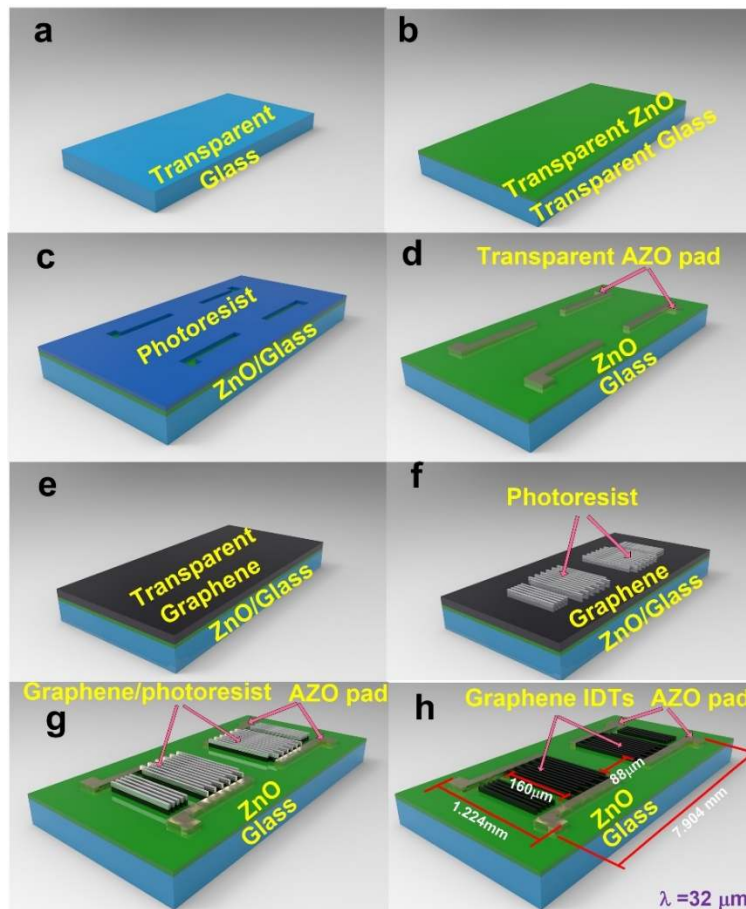 a
Transparent
Glass
b
Transparent ZnO
Transparent Glass
c
Photoresist
ZnO/Glass
d
Transparent AZO pad
ZnO
Glass
e
Transparent
Graphene
ZnO/Glass
f
Photoresist
Graphene
ZnO/Glass
g
Graphene/photoresist AZO pad
ZnO
Glass
h
Graphene IDTs AZO pad
88μm
160μm
1.224mm
7.904 mm
ZnO
Glass
λ =32 μm